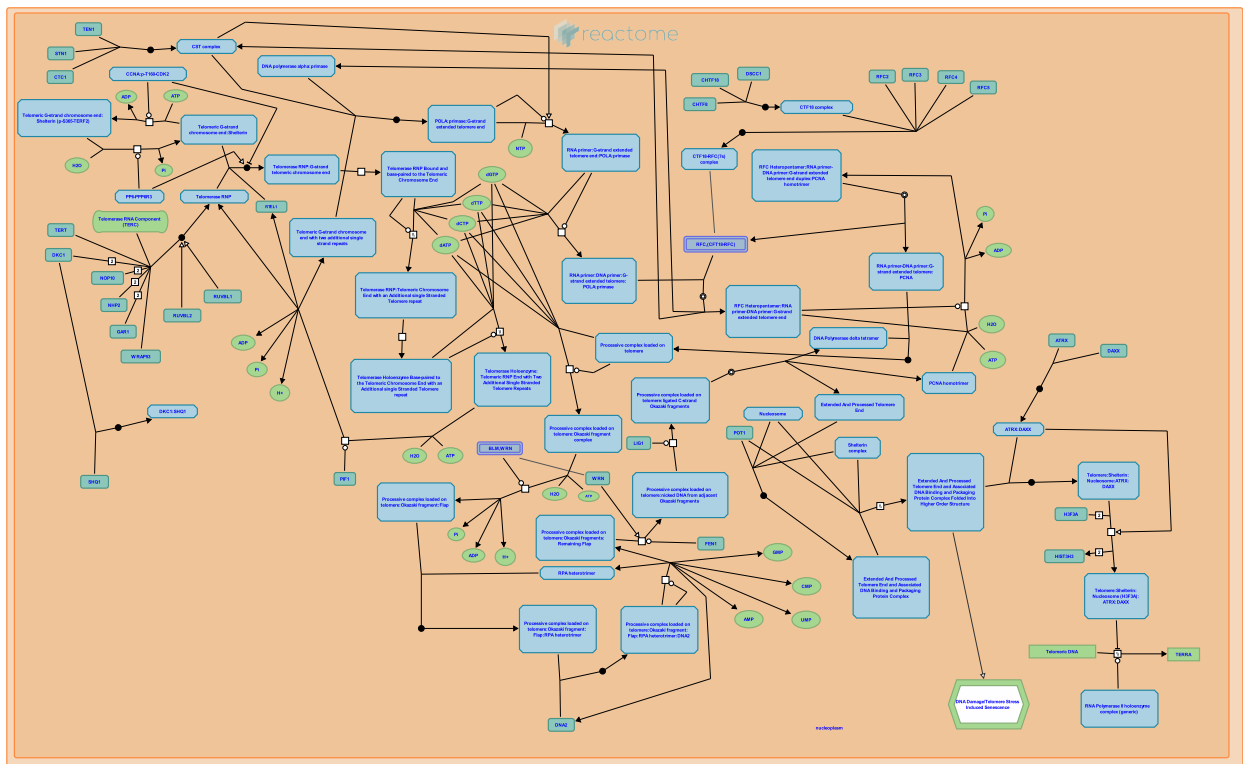 reactome
TEN1
STN1
CTC1
CST complex
DNA polymerase alpha:primase
CCNA:p-T160-CDK2
ADP
ATP
Telomeric G-strand chromosome end:
Shelterin (p-S365-TERF2)
Telomeric G-strand
chromosome end::Shelterin
H2O
Pi
PP6-PPP6R3
Telomerase RNP
Telomerase RNP:G-strand
telomeric chromosome end
Telomerase RNP Bound and
base-paired to the Telomeric
Chromosome End
RTEL1
Telomerase RNA Component
(TERC)
TERT
DKC1
NOP10
NHP2
GAR1
WRAP53
2
2
2
RUVBL2
RUVBL1
DKC1:SHQ1
SHQ1
Telomeric G-strand chromosome
end with two additional single
strand repeats
ADP
Pi
H+
POLA primase:G-strand
extended telomere end
NTP
RNA primer:G-strand extended
telomere end:POLA primase
dGTP
dTTP
dCTP
dATP
RNA primer:DNA primer:G-
strand extended telomere:
POLA:primase
Telomerase RNP:Telomeric Chromosome
End with an Additional single Stranded
Telomere repeat
Telomerase Holoenzyme Base-paired to
the Telomeric Chromosome End with an
Additional single Stranded Telomere
repeat
Telomerase Holoenzyme:
Telomeric RNP End with Two
Additional Single Stranded
Telomere Repeats
H2O
ATP
PIF1
CHTF18
DSCC1
CHTF8
CTF18 complex
RFC2
RFC3
RFC4
RFC5
CTF18-RFC(7s)
complex
RFC Heteropentamer:RNA primer-
DNA primer:G-strand extended
telomere end duplex:PCNA
homotrimer
RFC,(CFT18-RFC)
RNA primer-DNA primer:G-
strand extended telomere:
PCNA
RFC Heteropentamer:RNA
primer-DNA primer:G-strand
extended telomere end
Pi
ADP
H2O
ATP
DNA Polymerase delta tetramer
PCNA homotrimer
Processive complex loaded on
telomere
Processive complex loaded on
telomere:ligated C-strand
Okazaki fragments
Extended And Processed Telomere
End
Nucleosome
POT1
Shelterin
complex
LIG1
Processive complex loaded on
telomere:Okazaki fragment
complex
BLM,WRN
WRN
H2O
ATP
Processive complex loaded on
telomere:nicked DNA from adjacent
Okazaki fragments
Processive complex loaded on
telomere:Okazaki fragment:Flap
Pi
ADP
H+
Processive complex loaded on
telomere:Okazaki fragments:
Remaining Flap
FEN1
RPA heterotrimer
GMP
CMP
UMP
AMP
Processive complex loaded on
telomere:Okazaki fragment:
Flap:RPA heterotrimer
Processive complex loaded on
telomere:Okazaki fragment:
Flap:RPA heterotrimer:DNA2
DNA2
Extended And Processed
Telomere End and Associated
DNA Binding and Packaging
Protein Complex Folded Into
Higher Order Structure
Extended And Processed
Telomere End and Associated
DNA Binding and Packaging
Protein Complex
ATRX
DAXX
ATRX:DAXX
Telomere:Shelterin:
Nucleosome:ATRX:
DAXX
H3F3A
2
HIST3H3
2
Telomere:Shelterin:
Nucleosome (H3F3A):
ATRX:DAXX
Telomeric DNA
TERRA
RNA Polymerase II holoenzyme
complex (generic)
DNA Damage/Telomere Stress
Induced Senescence
nucleoplasm